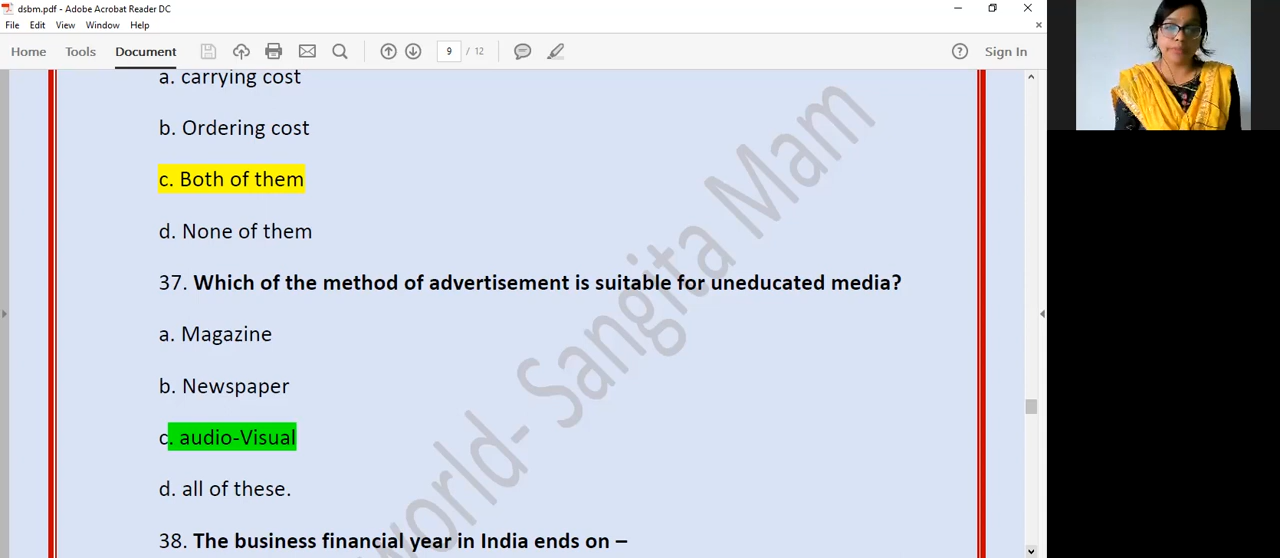 dsbm.pdf - Adobe Acrobat Reader DC
File Edit View Window Help
Home Tools Document 9 / 12 Sign In
a. carrying cost
b. Ordering cost
c. Both of them
d. None of them
37. Which of the method of advertisement is suitable for uneducated media?
a. Magazine
b. Newspaper
c. audio-Visual
d. all of these.
38. The business financial year in India ends on –
world- Sangita Mam